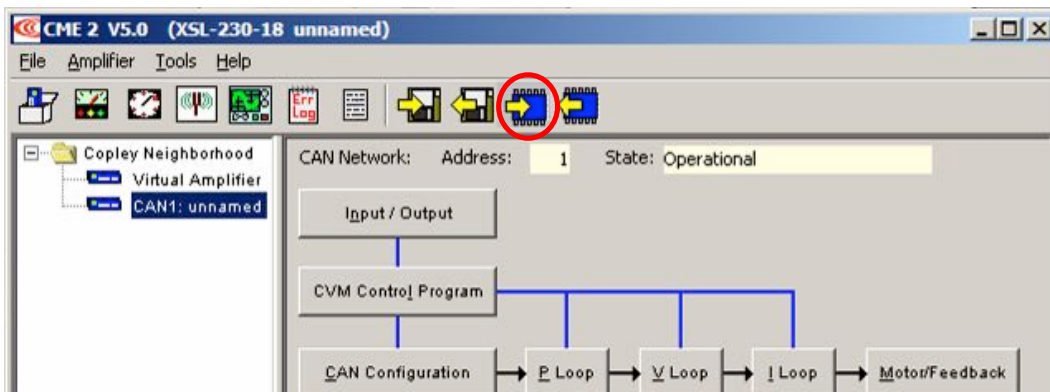 CME 2 V5.0 (XSL-230-18 unnamed)
File Amplifier Tools Help
Err
Log
Copley Neighborhood
Virtual Amplifier
CAN1: unnamed
CAN Network: Address: 1 State: Operational
Input / Output
CVM Control Program
CAN Configuration
P Loop
V Loop
I Loop
Motor/Feedback